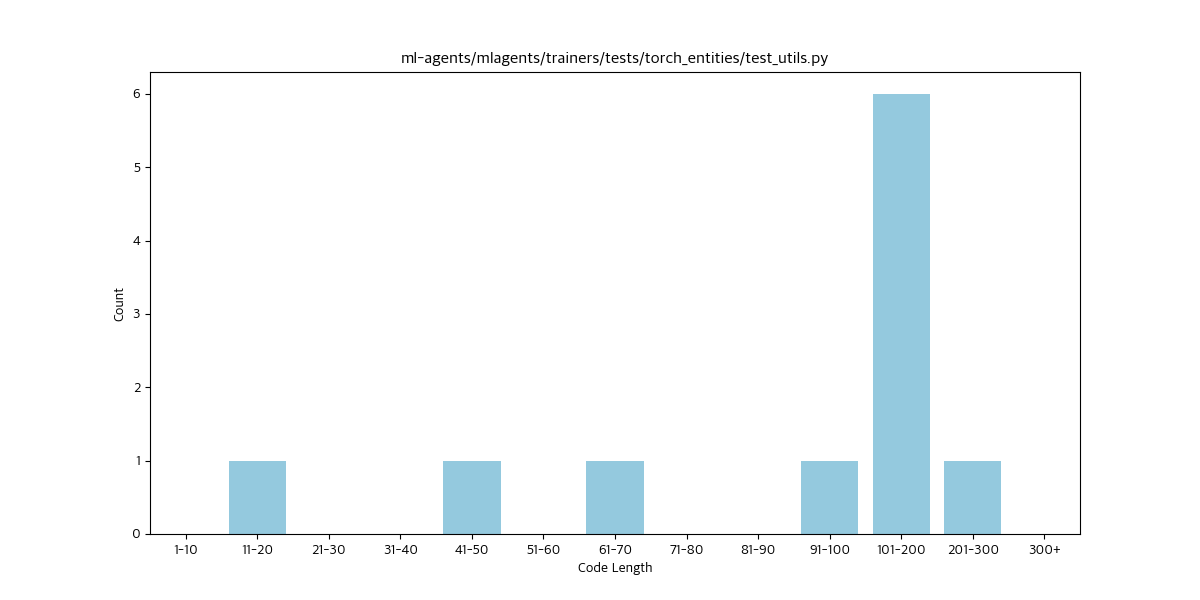 ml-agents/mlagents/trainers/tests/torch_entities/test_utils.py
6
5
4
3
2
1
0
Count
1-10 11-20 21-30 31-40 41-50 51-60 61-70 71-80 81-90 91-100 101-200 201-300 300+
Code Length